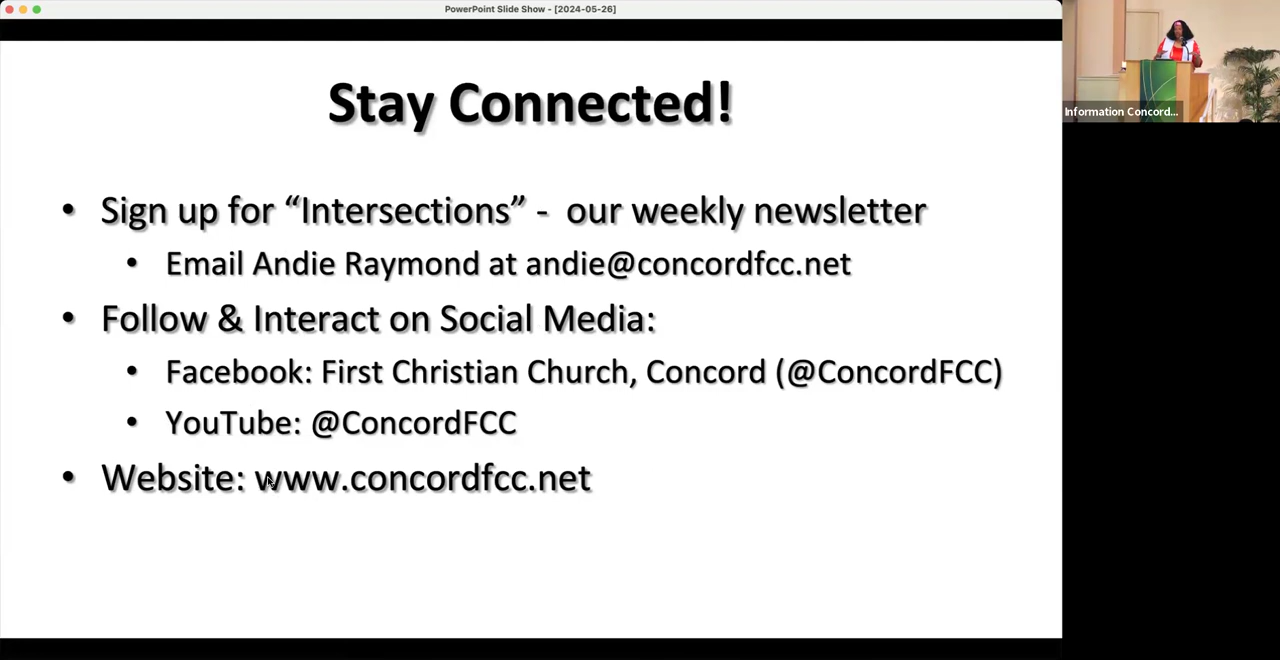 PowerPoint Slide Show - [2024-05-26]
Stay Connected!
• Sign up for “Intersections” -  our weekly newsletter
• Email Andie Raymond at andie@concordfcc.net
• Follow & Interact on Social Media:
• Facebook: First Christian Church, Concord (@ConcordFCC)
• YouTube: @ConcordFCC
• Website: www.concordfcc.net
Information Concord...